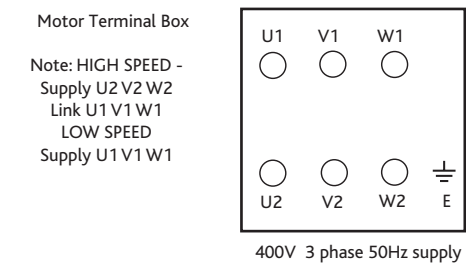 Motor Terminal Box
Note: HIGH SPEED -
Supply U2 V2 W2
Link U1 V1 W1
LOW SPEED
Supply U1 V1 W1
U1 V1 W1
U2 V2 W2 E
400V 3 phase 50Hz supply